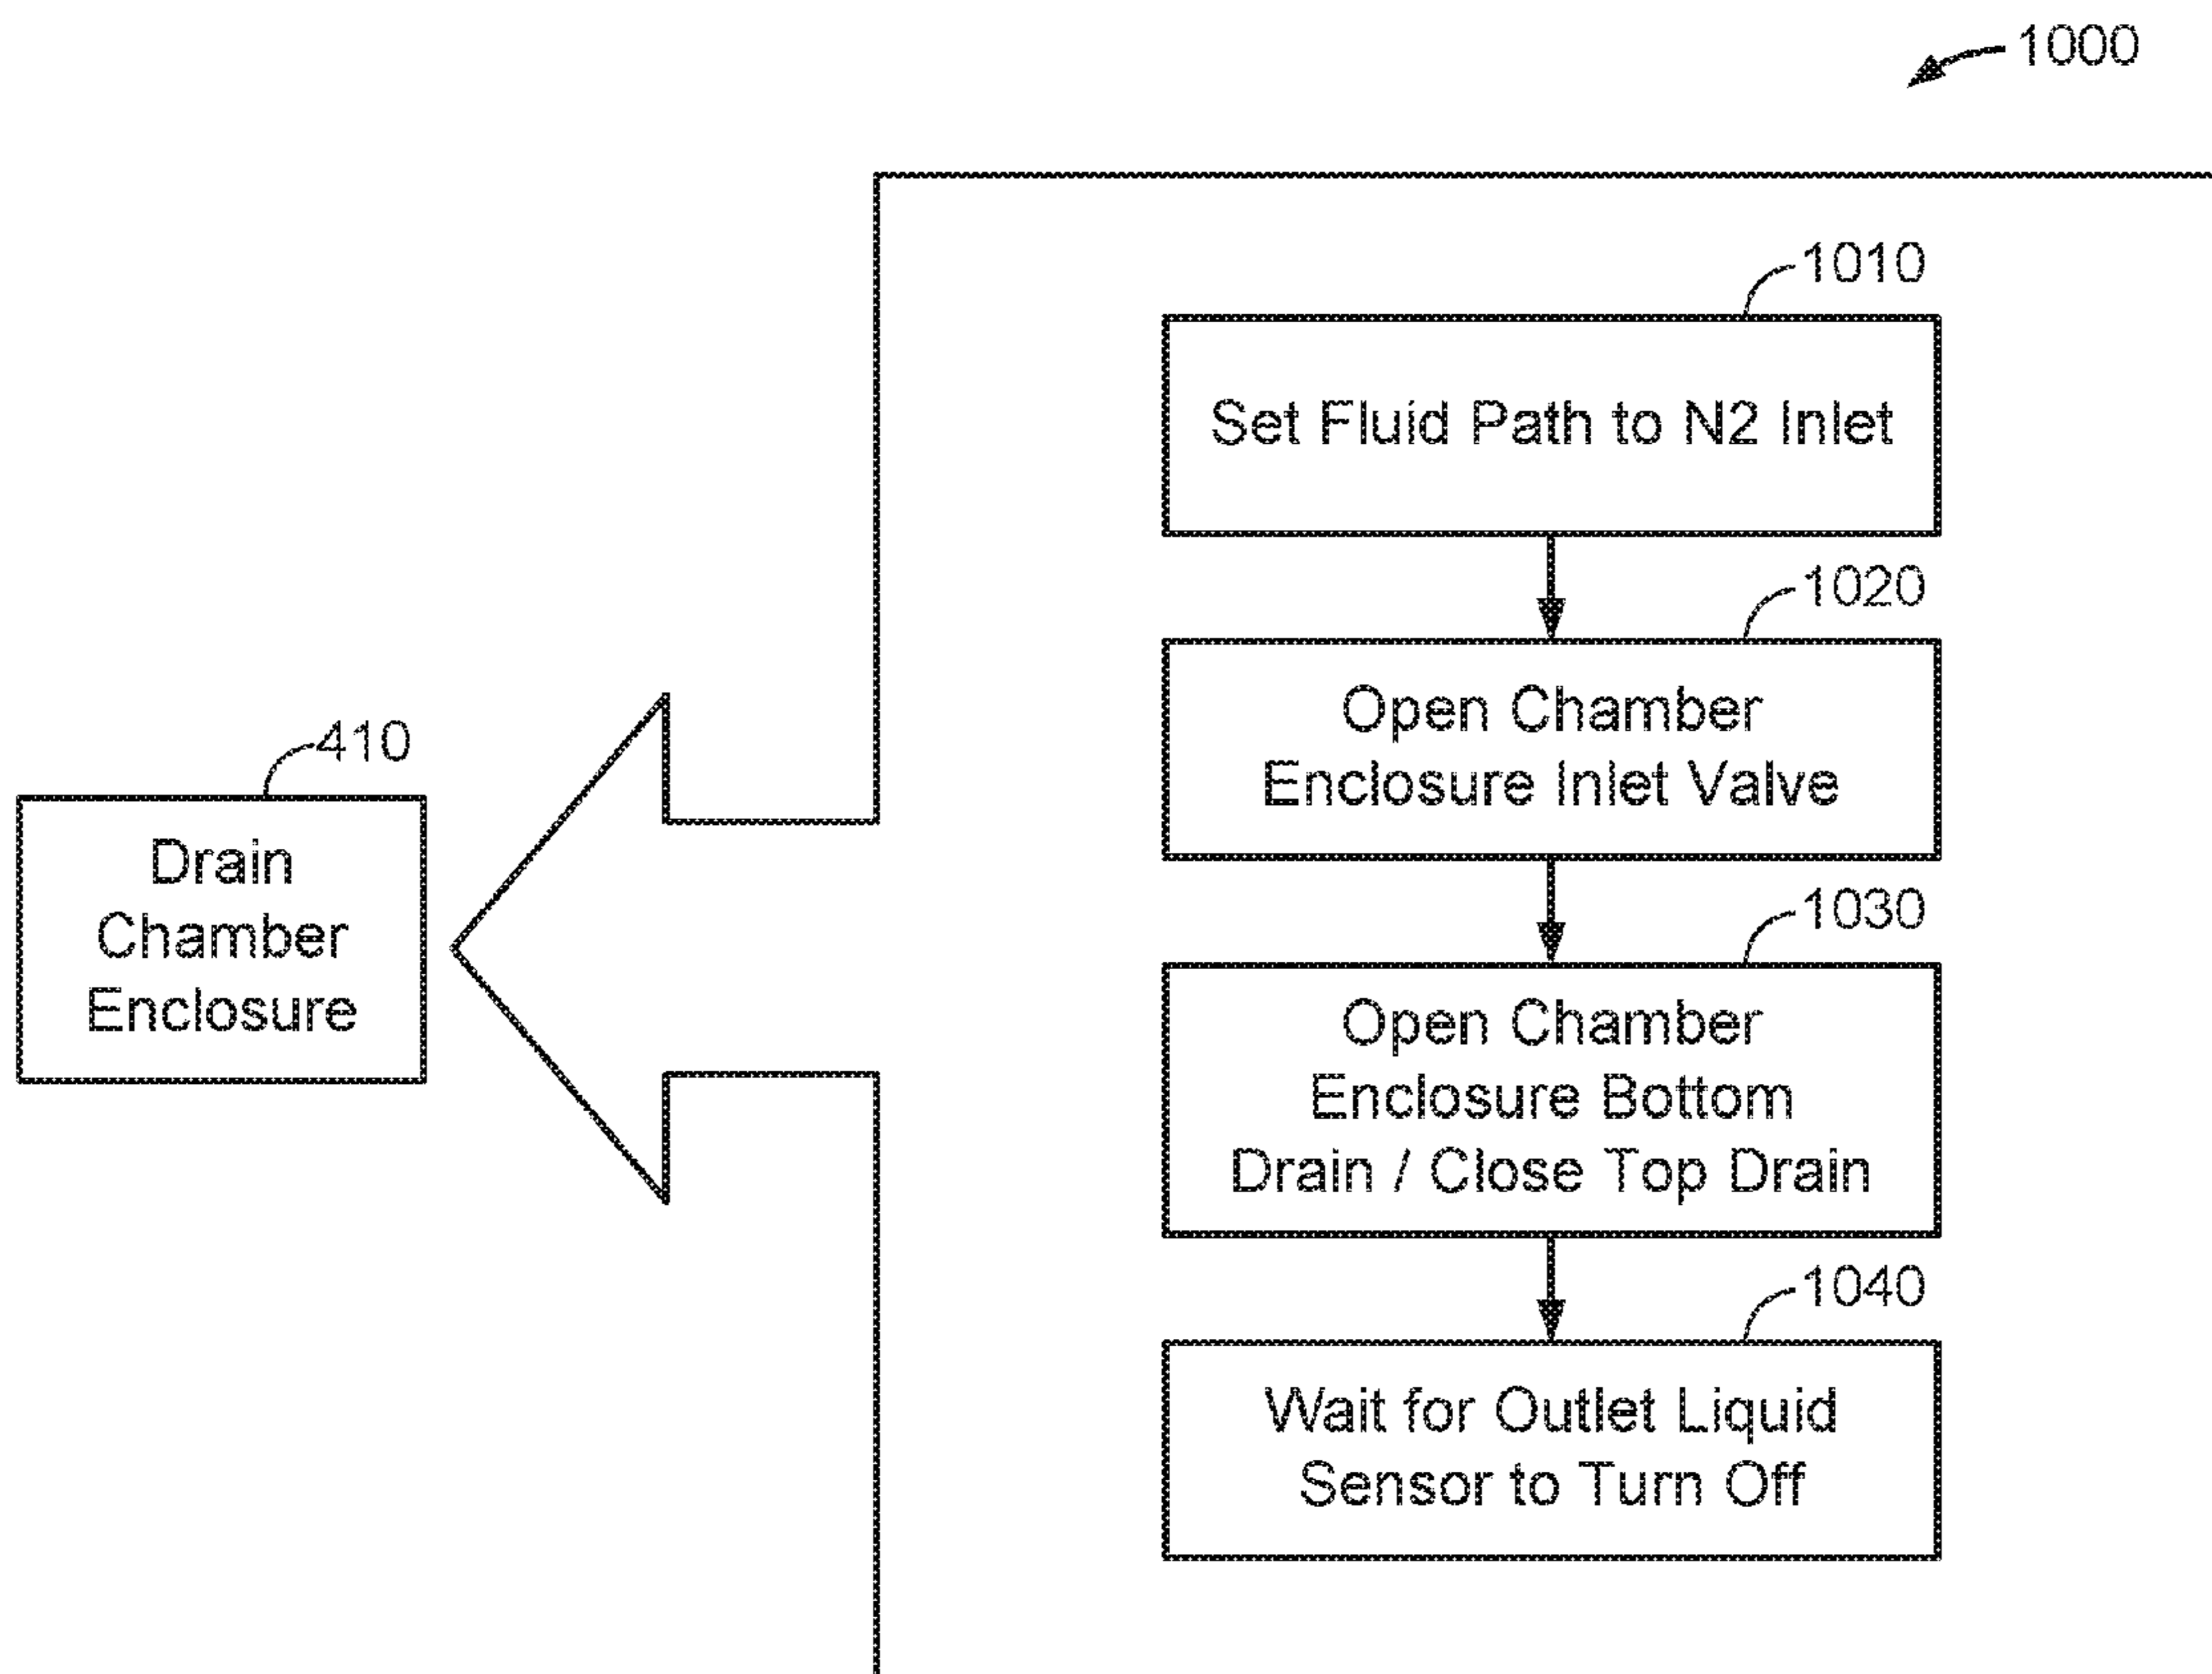 1000
1010
Set Fluid Path to N2 Inlet
1020
Open Chamber
Enclosure Inlet Valve
410
Drain
Chamber
Enclosure
1030
Open Chamber
Enclosure Bottom
Drain / Close Top Drain
1040
Wait for Outlet Liquid
Sensor to Turn Off